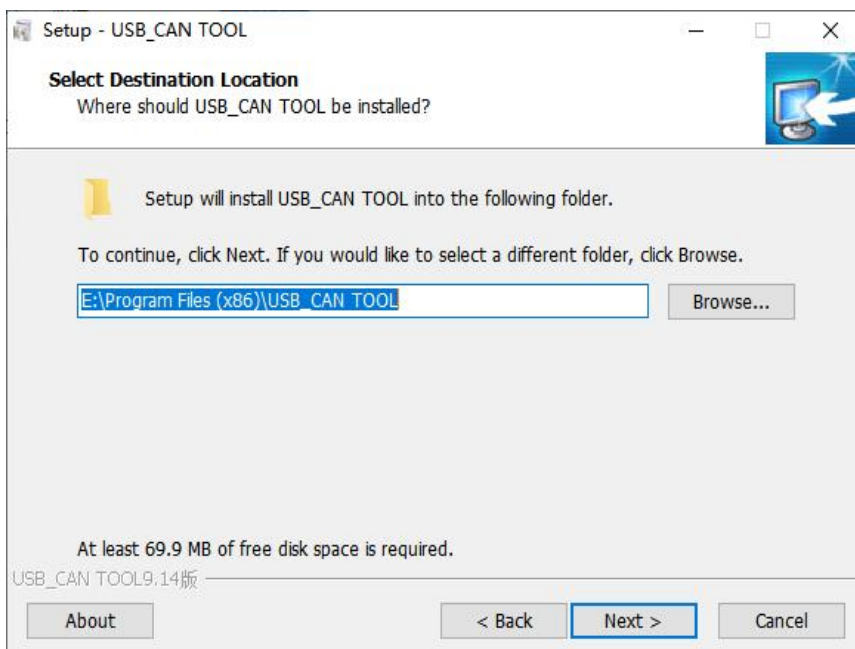 Setup - USB_CAN TOOL
Select Destination Location
Where should USB_CAN TOOL be installed?
Setup will install USB_CAN TOOL into the following folder.
To continue, click Next. If you would like to select a different folder, click Browse.
E:\Program Files (x86)\USB_CAN TOOL
Browse...
At least 69.9 MB of free disk space is required.
USB_CAN TOOL9.14版
About
< Back
Next >
Cancel